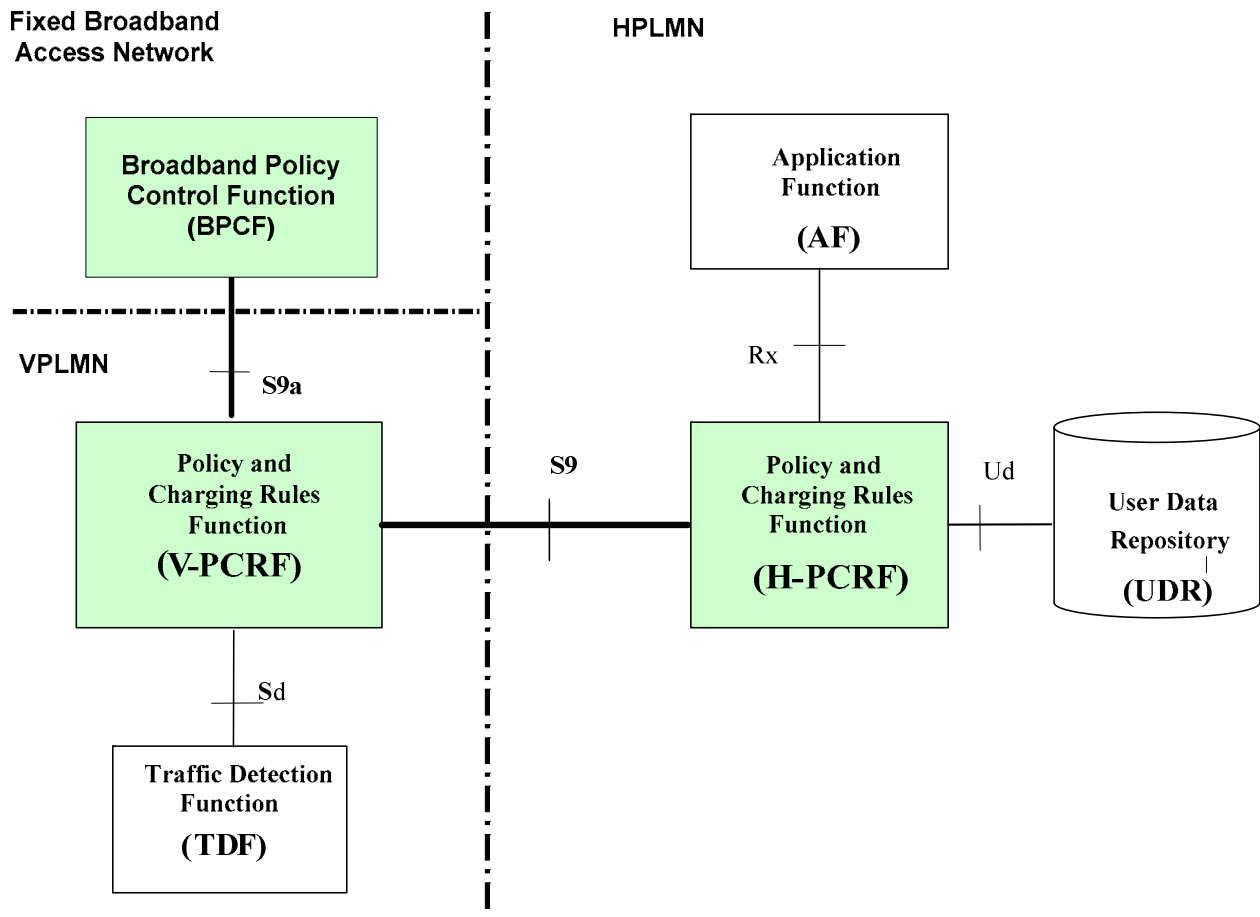 Fixed Broadband
Access Network
HPLMN
Broadband Policy
Control Function
(BPCF)
Application
Function
(AF)
VPLMN
S9a
Rx
Policy and
Charging Rules
Function
(V-PCRF)
S9
Policy and
Charging Rules
Function
(H-PCRF)
Ud
User Data
Repository
(UDR)
Sd
Traffic Detection
Function
(TDF)